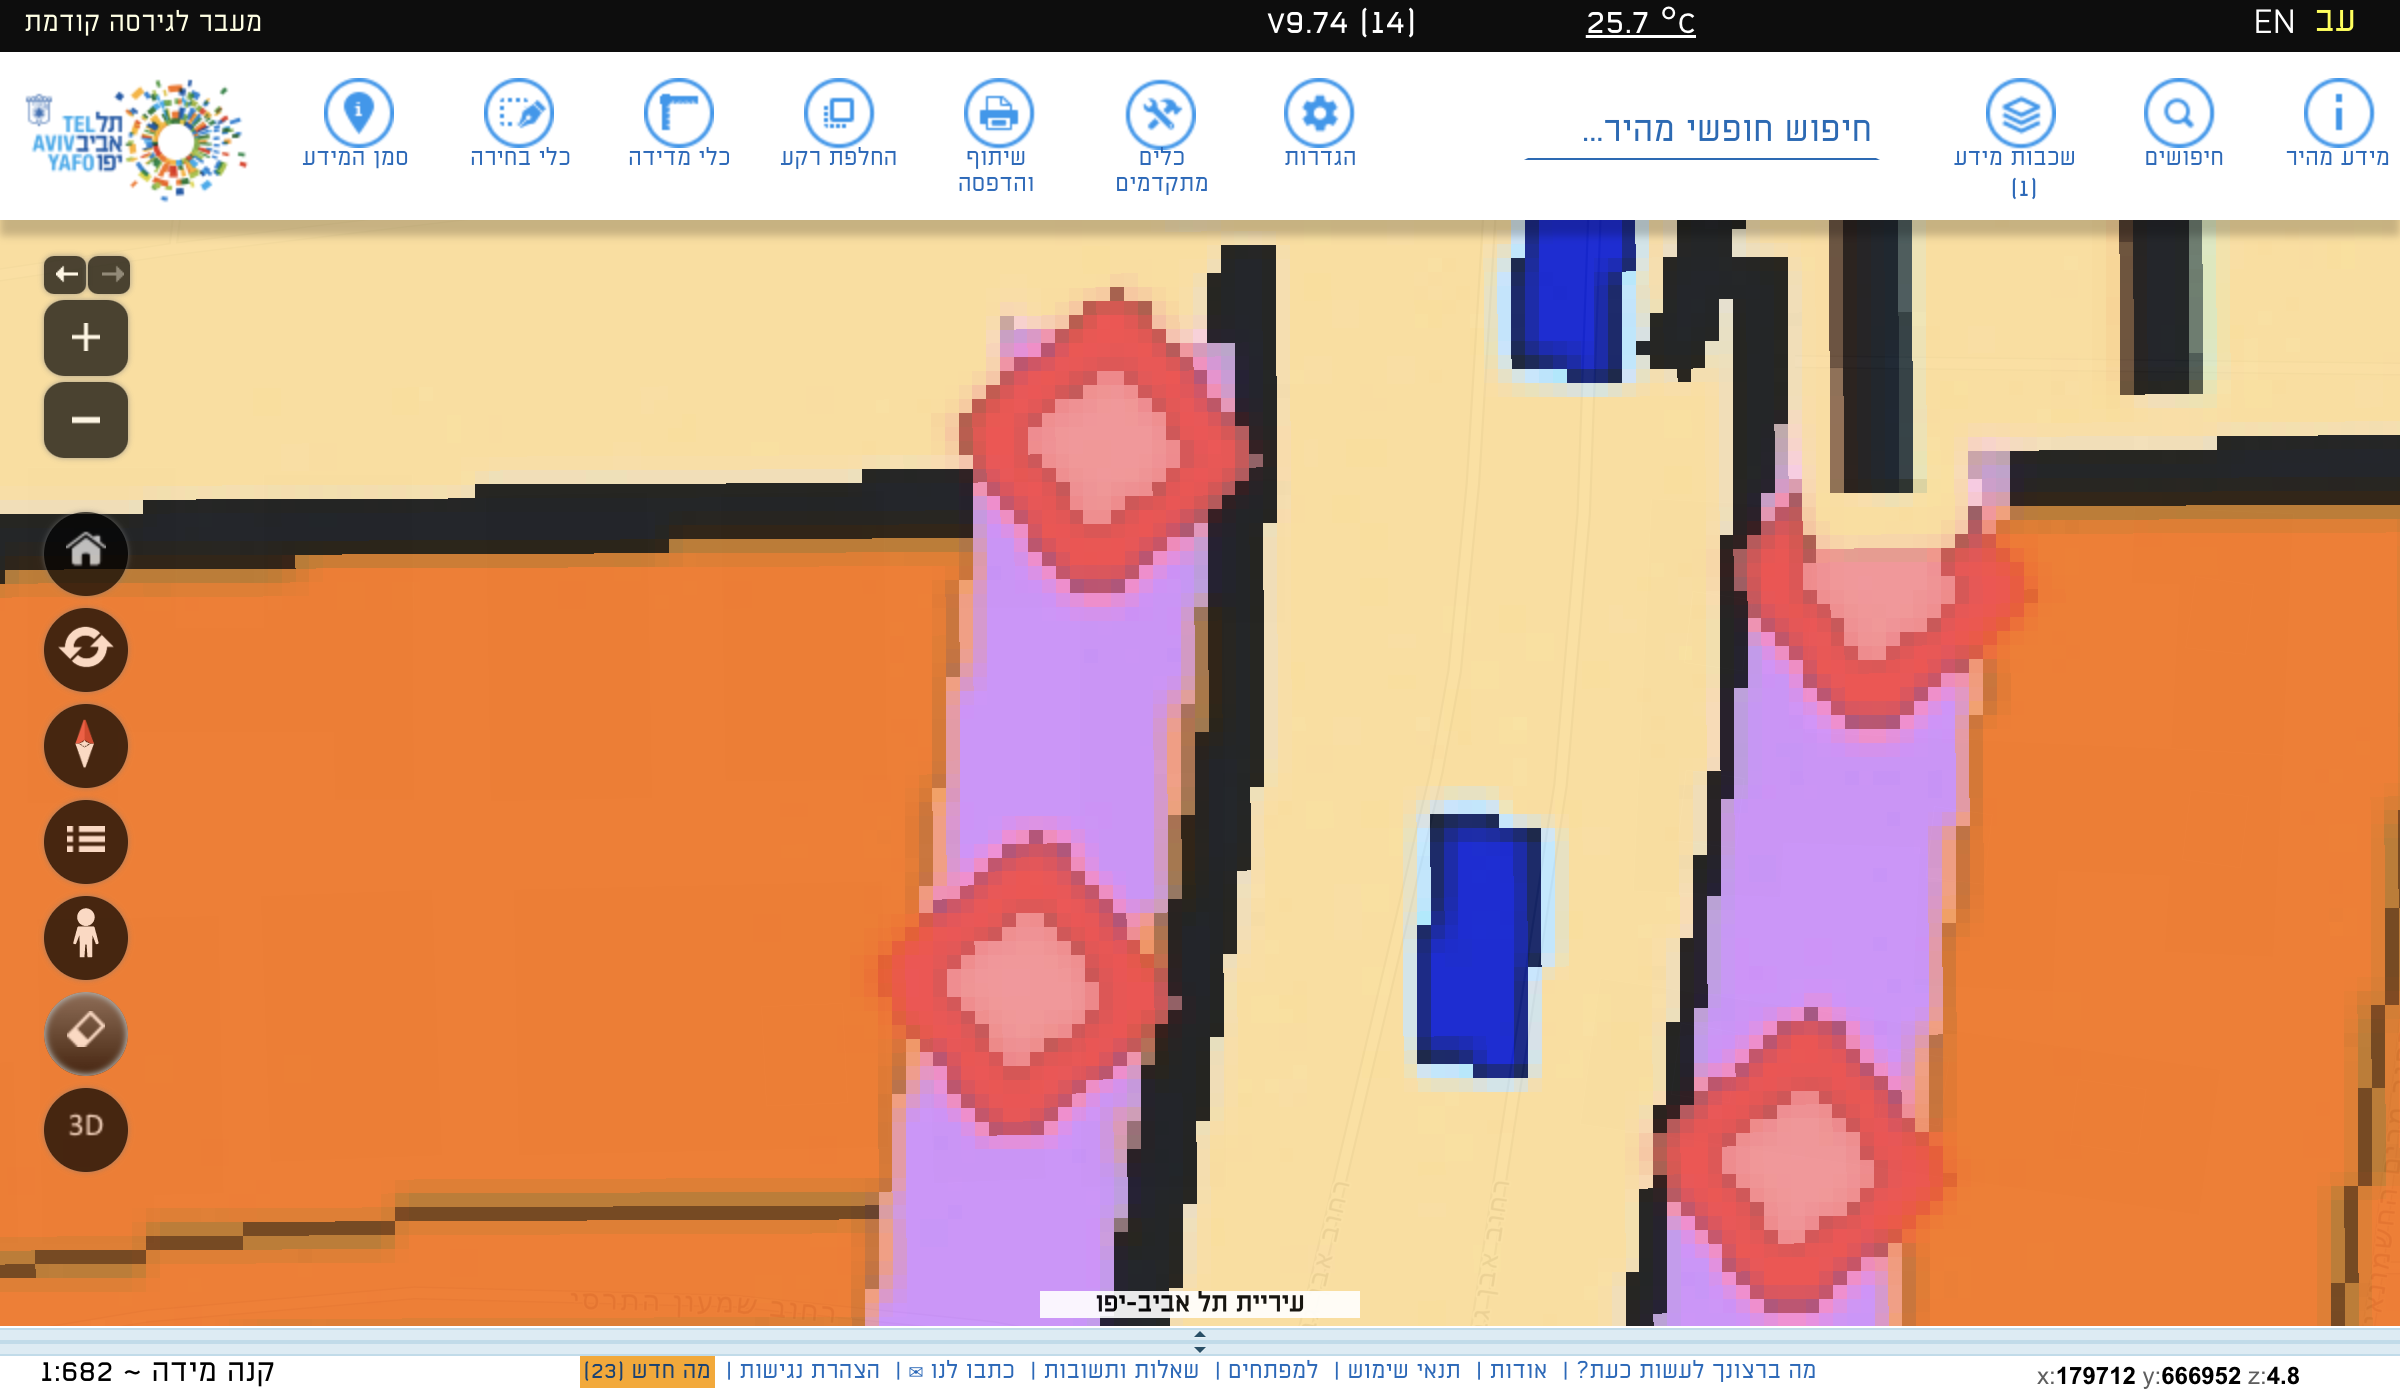 עב EN
25.7 °C
V9.74 (14)
מעבר לגירסה קודמת
מידע מהיר
חיפושים
שכבות מידע
(1)
חיפוש חופשי מהיר...
הגדרות
כלים
מתקדמים
שיתוף
והדפסה
החלפת רקע
כלי מדידה
כלי בחירה
סמן המידע
תל TEL
אביב AVIV
יפו YAFO
3D
רחוב שמעון התרסי
רחוב אבן ג
רחוב אב
עיריית תל אביב-יפו
קנה מידה ~ 1:682
מה ברצונך לעשות כעת? | אודות | תנאי שימוש | למפתחים | שאלות ותשובות | כתבו לנו ✉ | הצהרת נגישות | מה חדש (23)
x:179712 y:666952 z:4.8